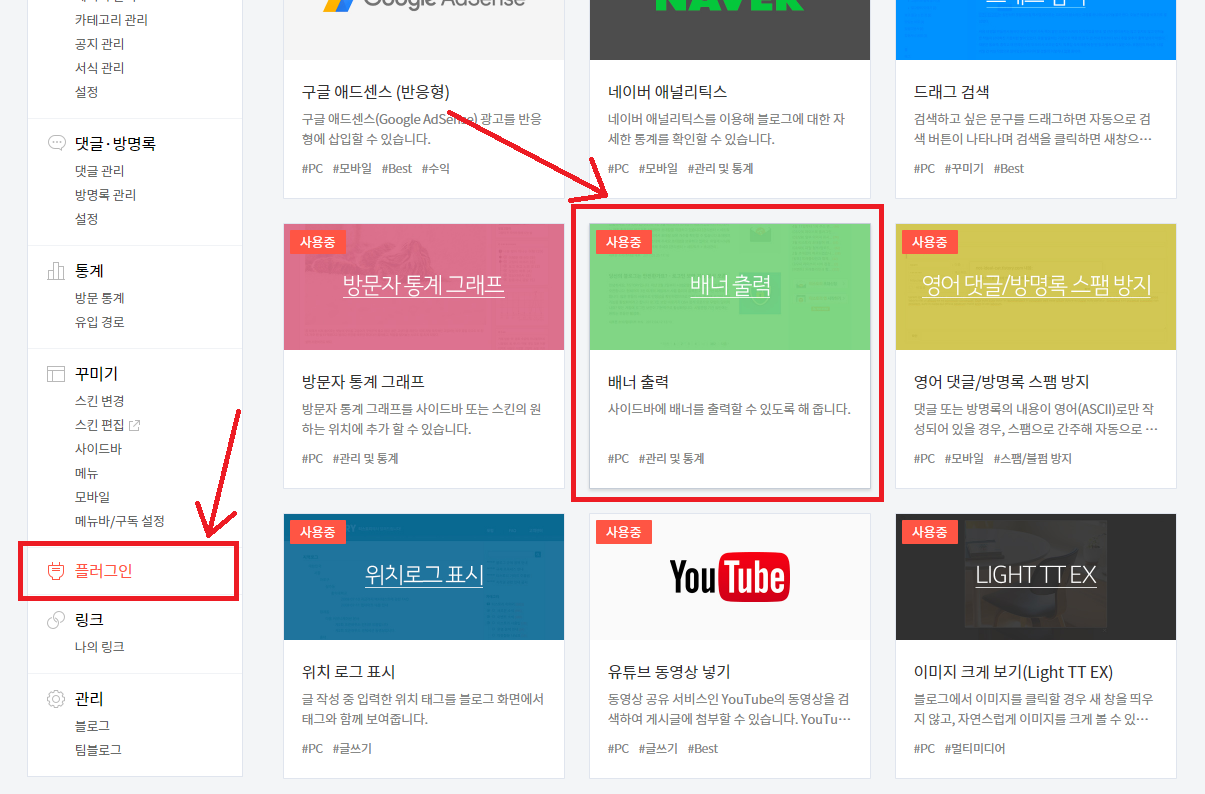 카테고리 관리
공지 관리
서식 관리
설정
댓글·방명록
댓글 관리
방명록 관리
설정
통계
방문 통계
유입 경로
꾸미기
스킨 변경
스킨 편집
사이드바
메뉴
모바일
메뉴바/구독 설정
플러그인
링크
나의 링크
관리
블로그
팀블로그
Google AdSense
구글 애드센스 (반응형)
구글 애드센스(Google AdSense) 광고를 반응
형에 삽입할 수 있습니다.
#PC #모바일 #Best #수익
NAVER
네이버 애널리틱스
네이버 애널리틱스를 이용해 블로그에 대한 자
세한 통계를 확인할 수 있습니다.
#PC #모바일 #관리 및 통계
드래그 검색
드래그 검색
검색하고 싶은 문구를 드래그하면 자동으로 검
색 버튼이 나타나며 검색을 클릭하면 새창으…
#PC #꾸미기 #Best
사용중
방문자 통계 그래프
방문자 통계 그래프
방문자 통계 그래프를 사이드바 또는 스킨의 원
하는 위치에 추가 할 수 있습니다.
#PC #관리 및 통계
사용중
배너 출력
배너 출력
사이드바에 배너를 출력할 수 있도록 해 줍니다.
#PC #관리 및 통계
사용중
영어 댓글/방명록 스팸 방지
영어 댓글/방명록 스팸 방지
댓글 또는 방명록의 내용이 영어(ASCII)로만 작
성되어 있을 경우, 스팸으로 간주해 자동으로 …
#PC #모바일 #스팸/불펌 방지
사용중
위치로그 표시
위치 로그 표시
글 작성 중 입력한 위치 태그를 블로그 화면에서
태그와 함께 보여줍니다.
#PC #글쓰기
사용중
YouTube
유튜브 동영상 넣기
동영상 공유 서비스인 YouTube의 동영상을 검
색하여 게시글에 첨부할 수 있습니다. YouTu…
#PC #글쓰기 #Best
사용중
LIGHT TT EX
이미지 크게 보기(Light TT EX)
블로그에서 이미지를 클릭할 경우 새 창을 띄우
지 않고, 자연스럽게 이미지를 크게 볼 수 있…
#PC #멀티미디어